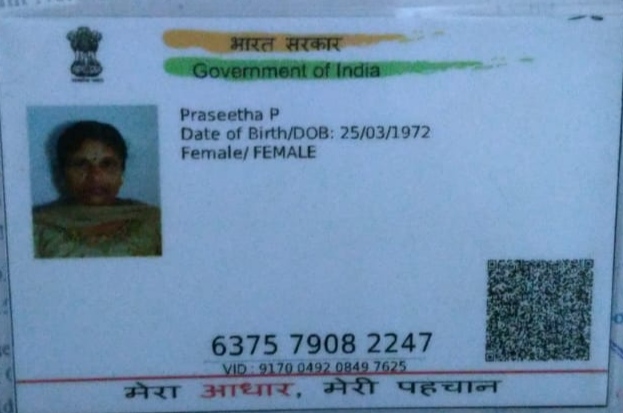 भारत सरकार
Government of India
Praseetha P
Date of Birth/DOB: 25/03/1972
Female/ FEMALE
6375 7908 2247
VID : 9170 0492 0849 7625
मेरा आधार, मेरी पहचान